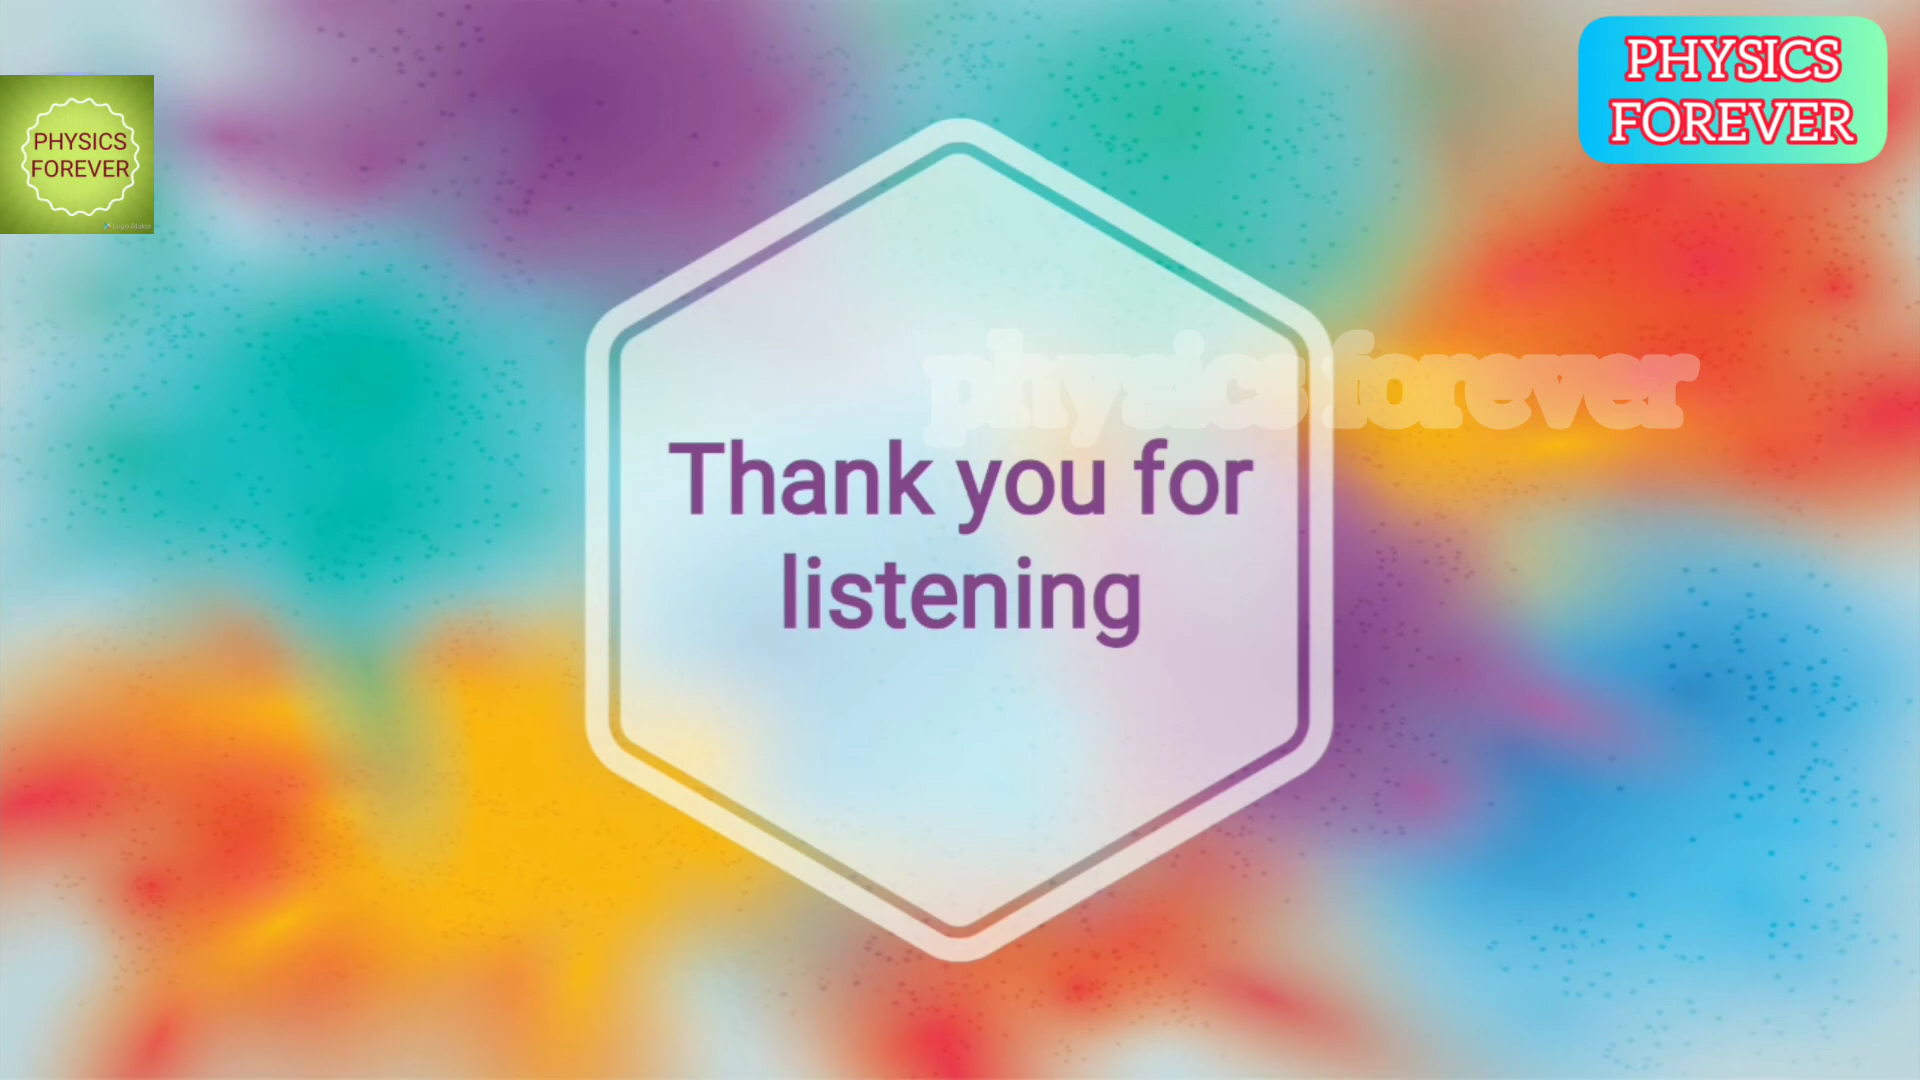 PHYSICS
FOREVER
PHYSICS
FOREVER
physics forever
Thank you for
listening